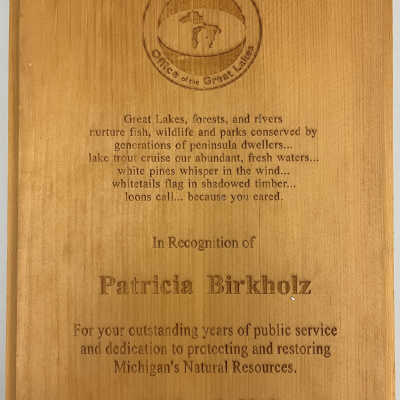 Office of the Great Lakes
Great Lakes, forests, and rivers
nurture fish, wildlife and parks conserved by
generations of peninsula dwellers...
lake trout cruise our abundant, fresh waters...
white pines whisper in the wind...
whitetails flag in shadowed timber...
loons call... because you cared.
In Recognition of
Patricia Birkholz
For your outstanding years of public service
and dedication to protecting and restoring
Michigan's Natural Resources.